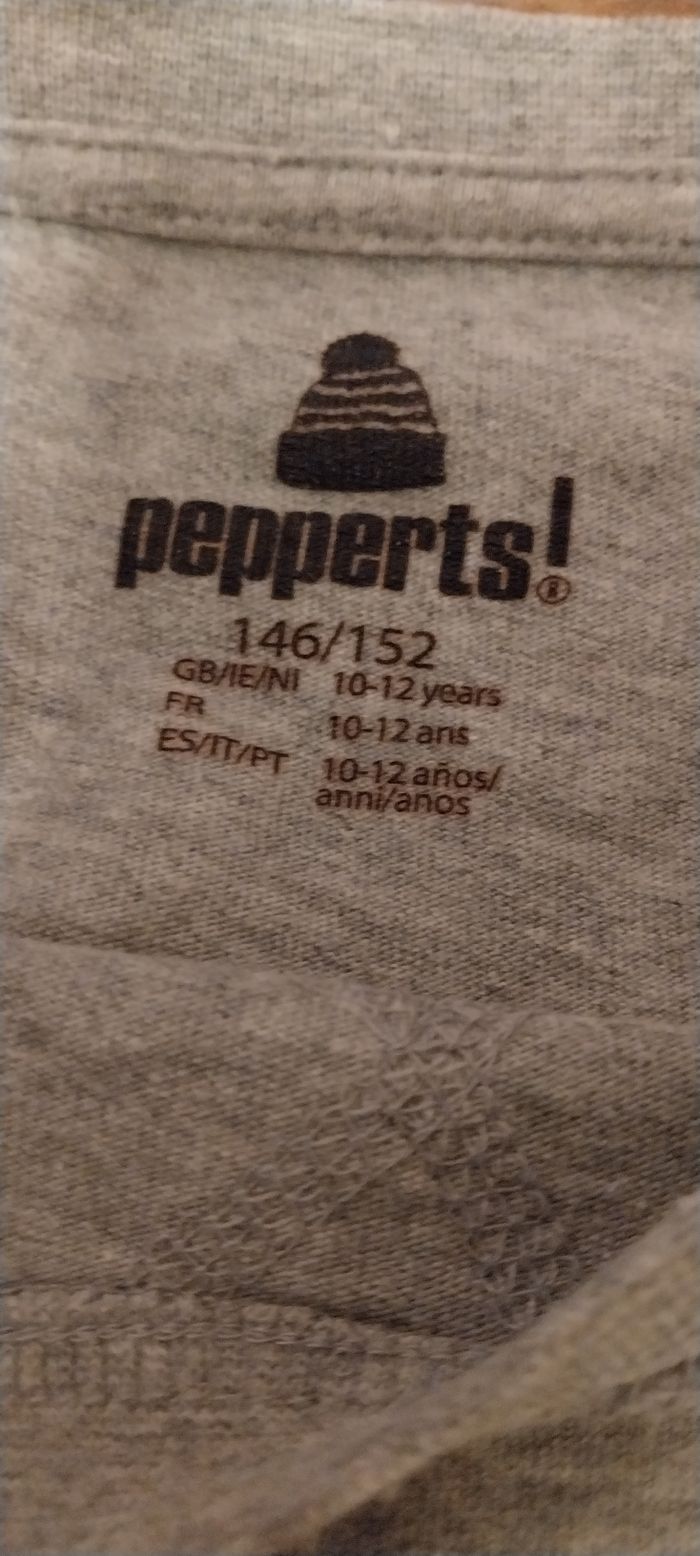 pepperts!®
146/152
GB/IE/NI 10-12 years
FR 10-12 ans
ES/IT/PT 10-12 años/
anni/anos